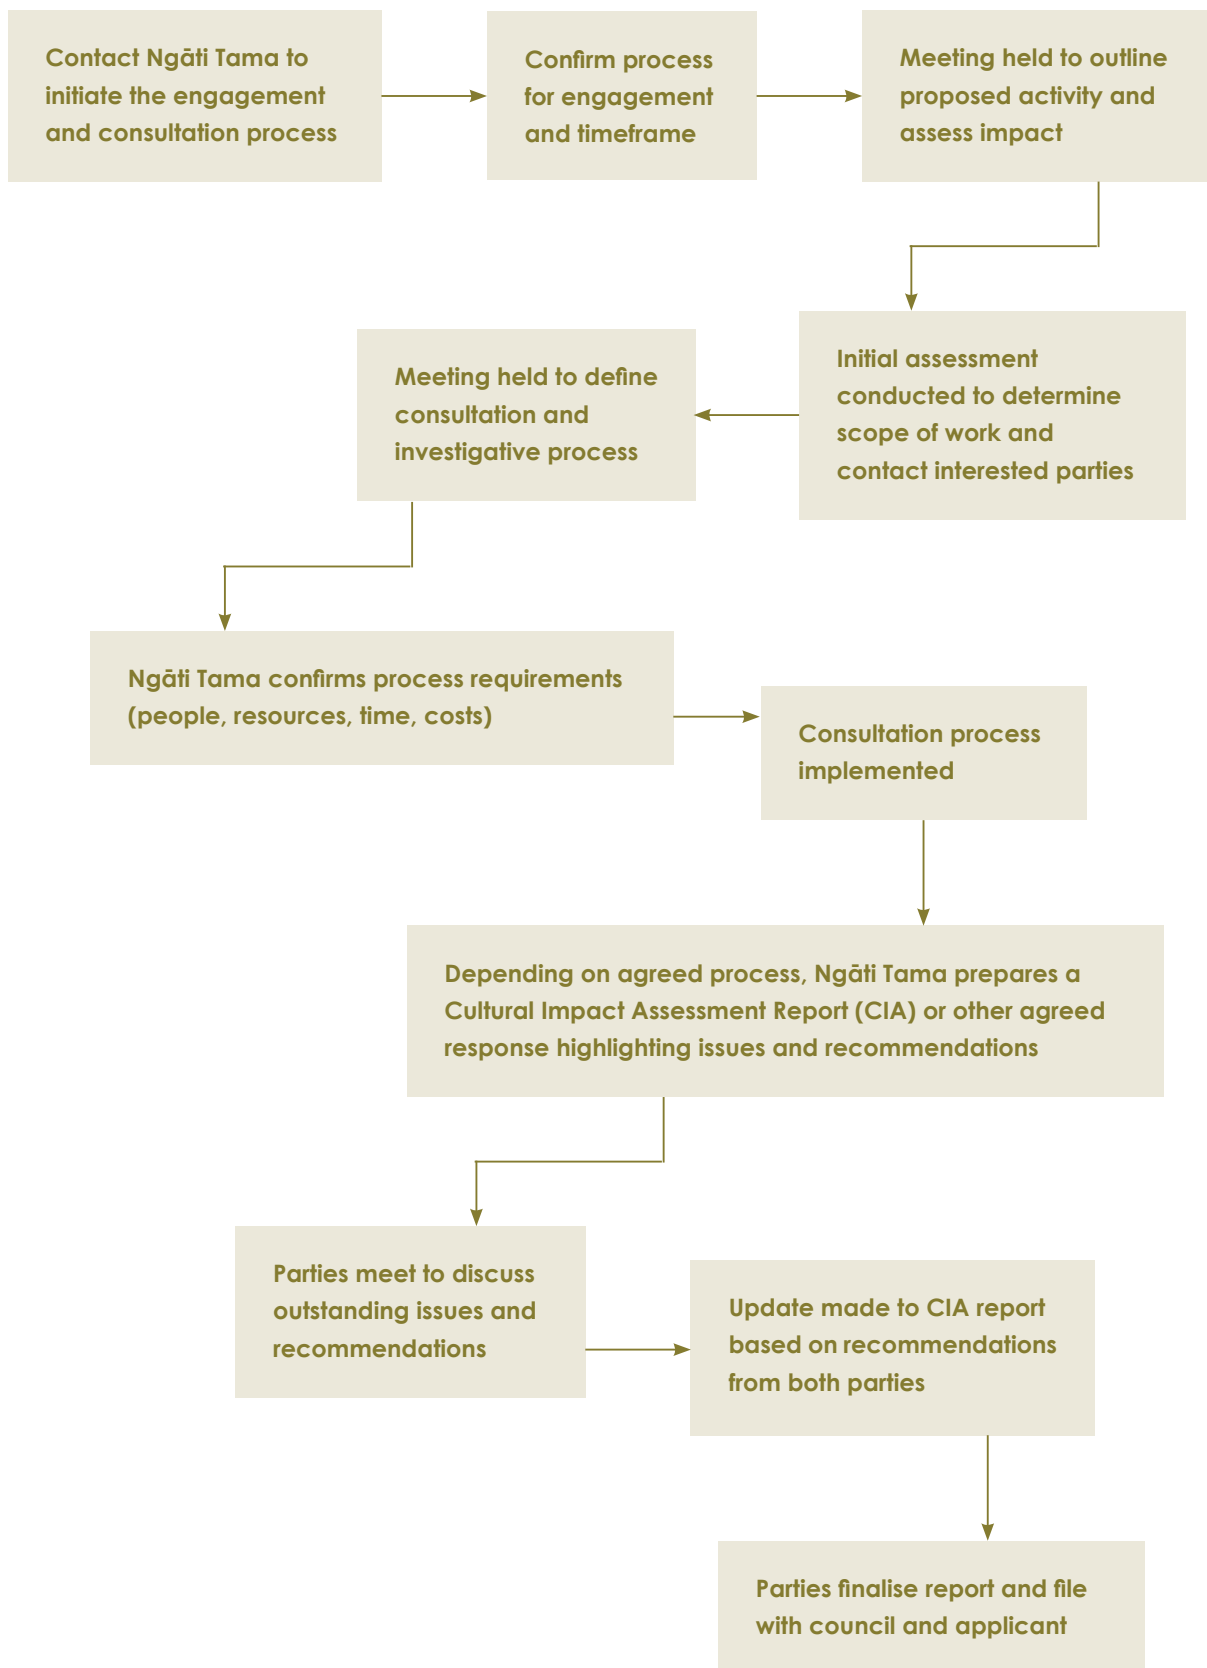 Contact Ngāti Tama to
initiate the engagement
and consultation process
Confirm process
for engagement
and timeframe
Meeting held to outline
proposed activity and
assess impact
Initial assessment
conducted to determine
scope of work and
contact interested parties
Meeting held to define
consultation and
investigative process
Ngāti Tama confirms process requirements
(people, resources, time, costs)
Consultation process
implemented
Depending on agreed process, Ngāti Tama prepares a
Cultural Impact Assessment Report (CIA) or other agreed
response highlighting issues and recommendations
Parties meet to discuss
outstanding issues and
recommendations
Update made to CIA report
based on recommendations
from both parties
Parties finalise report and file
with council and applicant